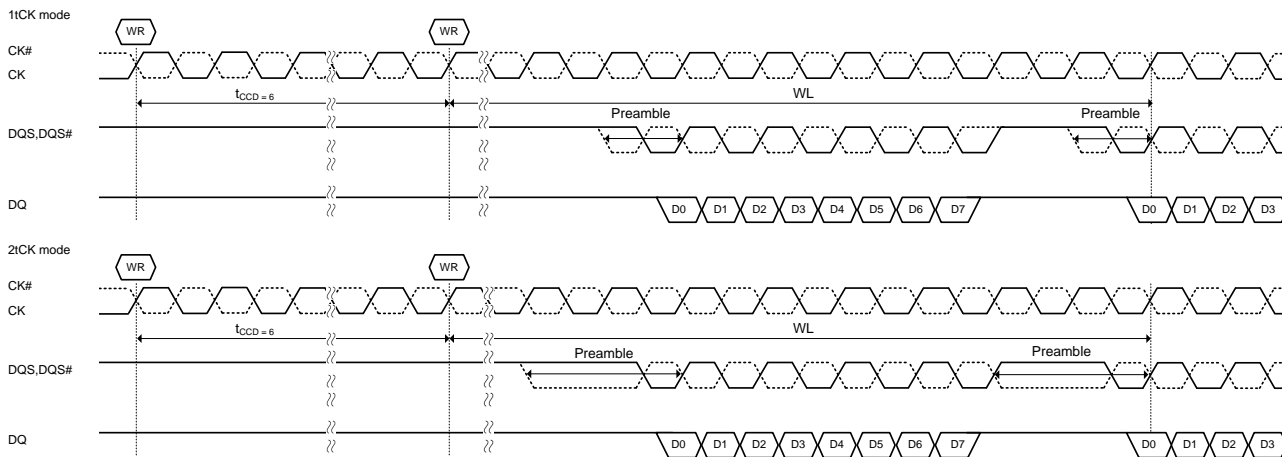 1tCK mode
WR WR
CK#
CK
tCCD = 6 WL
Preamble Preamble
DQS,DQS#
DQ D0 D1 D2 D3 D4 D5 D6 D7 D0 D1 D2 D3
2tCK mode
WR WR
CK#
CK
tCCD = 6 WL
Preamble Preamble
DQS,DQS#
DQ D0 D1 D2 D3 D4 D5 D6 D7 D0 D1 D2 D3